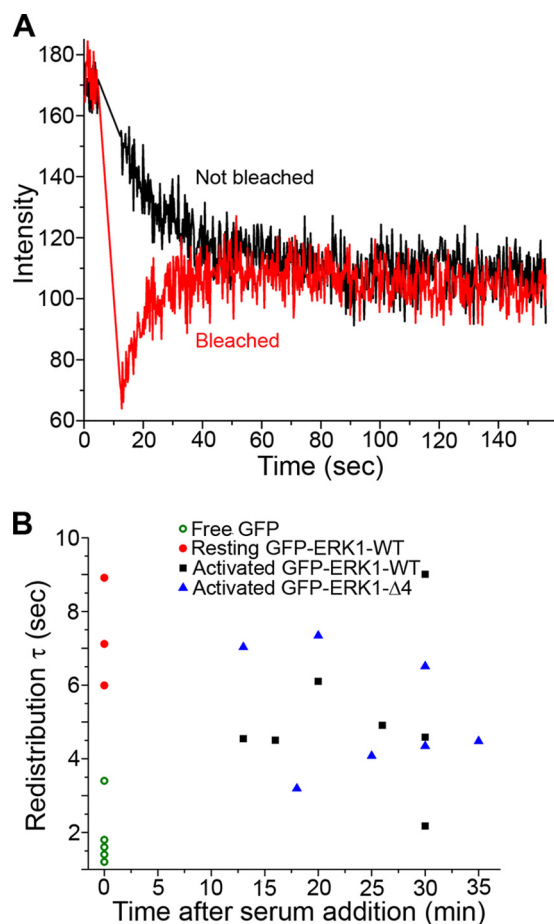 A
180
160
140
120
100
80
60
Intensity
Not bleached
Bleached
0 20 40 60 80 100 120 140
Time (sec)
B
10
8
6
4
2
Redistribution τ (sec)
Free GFP
Resting GFP-ERK1-WT
Activated GFP-ERK1-WT
Activated GFP-ERK1-Δ4
0 5 10 15 20 25 30 35
Time after serum addition (min)